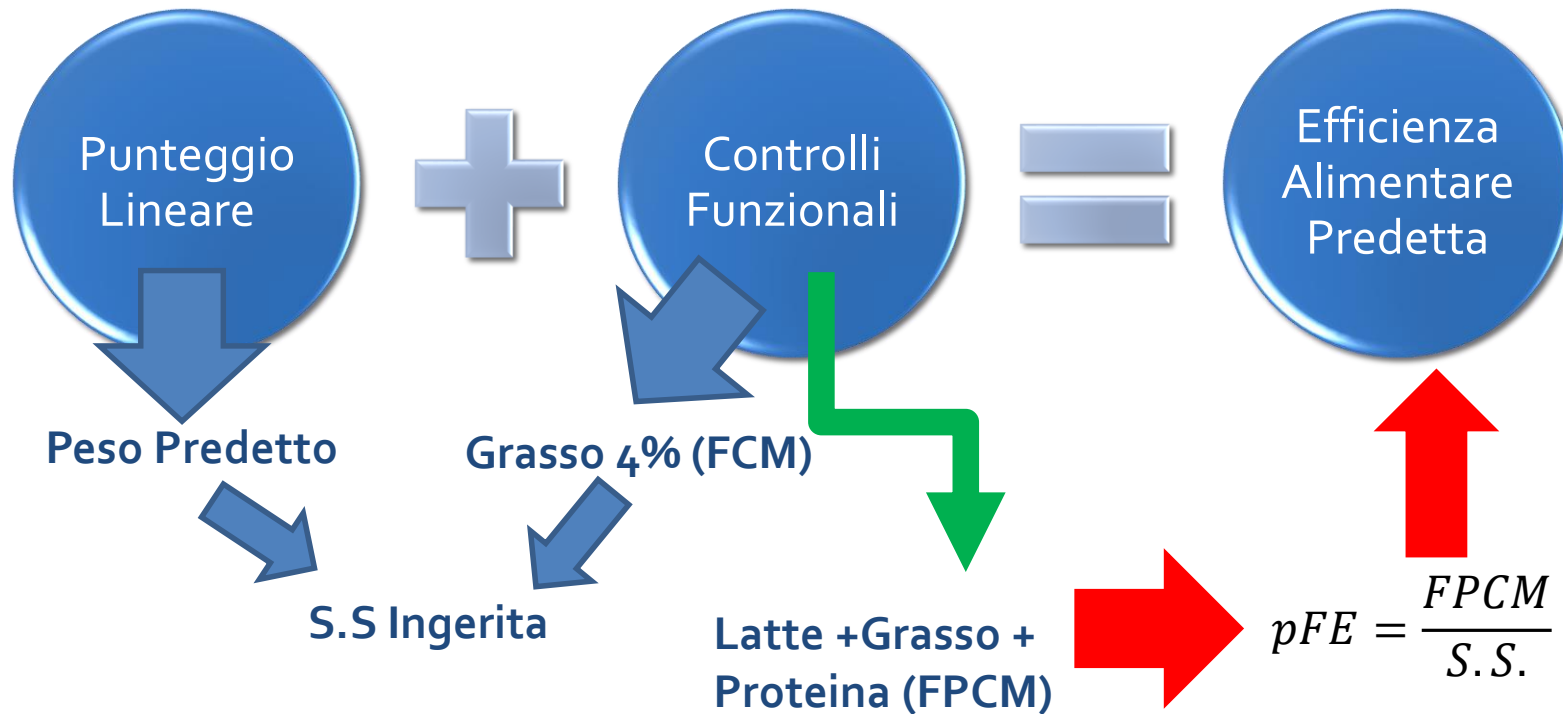 Punteggio
Lineare
Controlli
Funzionali
Efficienza
Alimentare
Predetta
Peso Predetto
Grasso 4% (FCM)
S.S Ingerita
Latte +Grasso +
Proteina (FPCM)
pFE = FPCM / S.S.